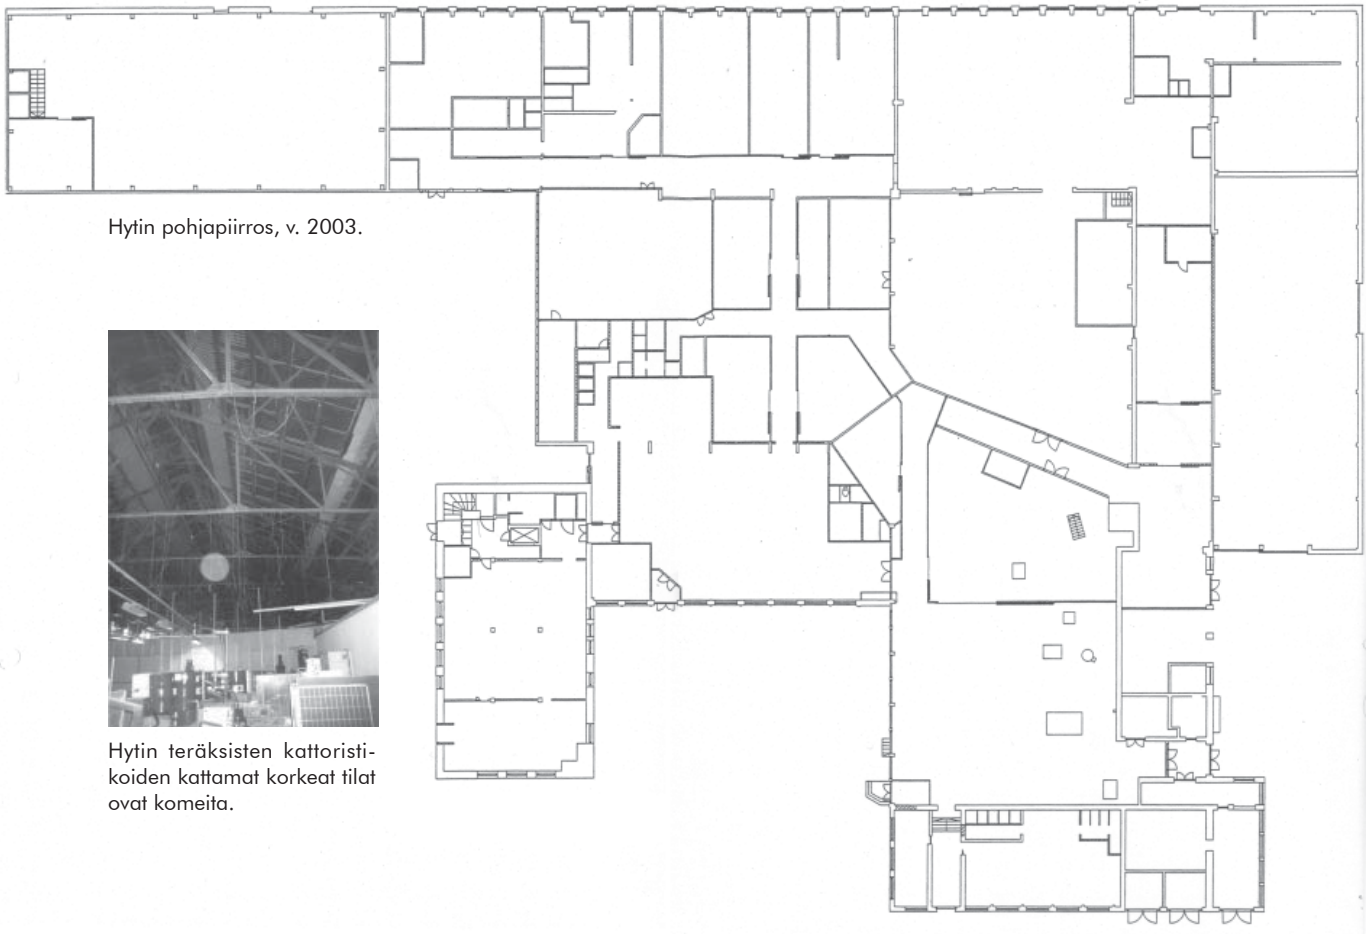 Hytin pohjapiirros, v. 2003.
Hytin teräksisten kattoristi-
koiden kattamat korkeat tilat
ovat komeita.